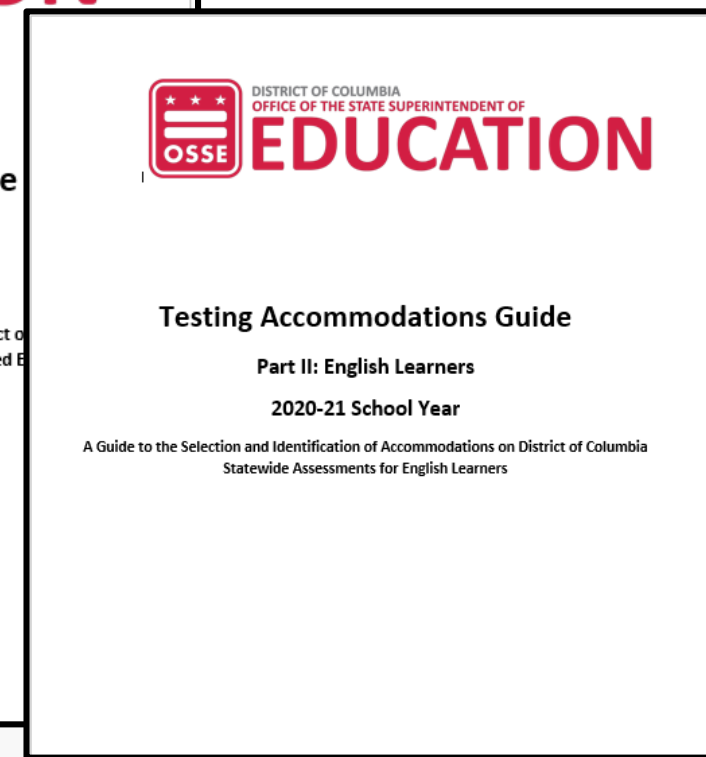 OSSE
DISTRICT OF COLUMBIA
OFFICE OF THE STATE SUPERINTENDENT OF
EDUCATION
Testing Accommodations Guide
Part II: English Learners
2020-21 School Year
A Guide to the Selection and Identification of Accommodations on District of Columbia
Statewide Assessments for English Learners